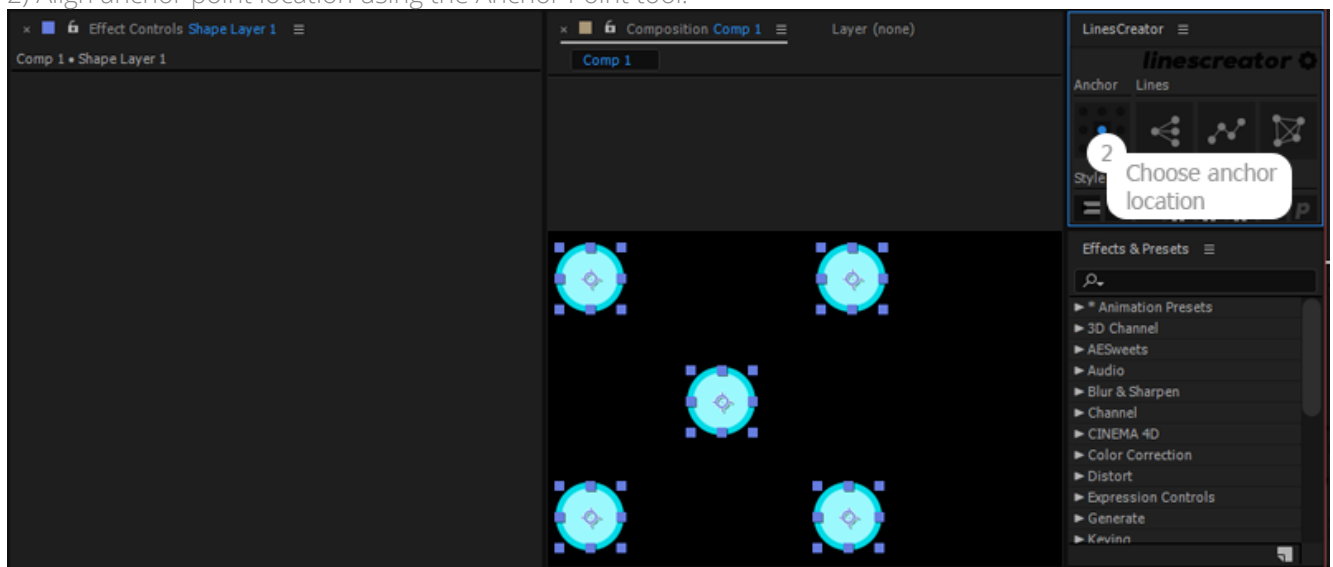 2) Align anchor point location using the Anchor Point tool.
Effect Controls Shape Layer 1
Comp 1 • Shape Layer 1
Composition Comp 1
Layer (none)
Comp 1
LinesCreator
linescreator
Anchor Lines
2
Choose anchor
location
Style
P
Effects & Presets
* Animation Presets
3D Channel
AESweets
Audio
Blur & Sharpen
Channel
CINEMA 4D
Color Correction
Distort
Expression Controls
Generate
Keying